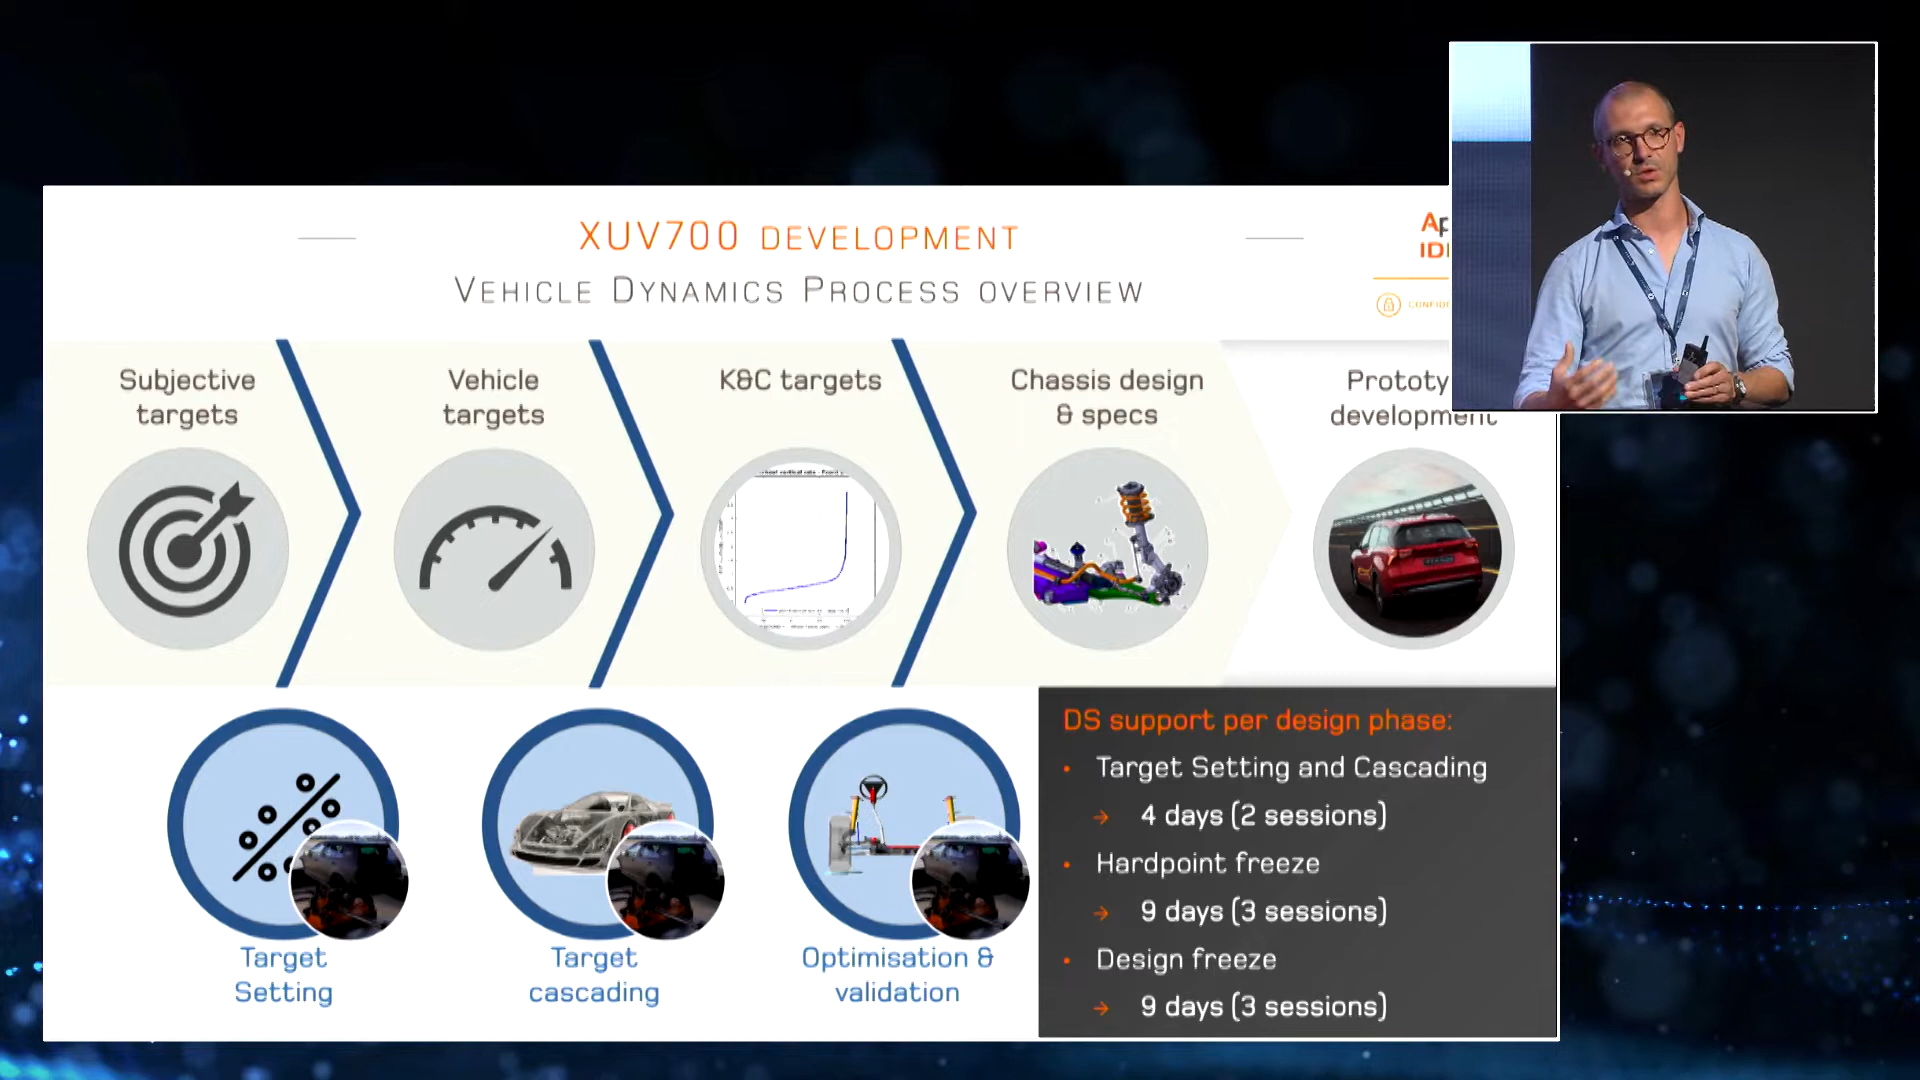 XUV700 DEVELOPMENT
VEHICLE DYNAMICS PROCESS OVERVIEW
Subjective
targets
Vehicle
targets
K&C targets
Chassis design
& specs
development
Target
Setting
Target
cascading
Optimisation &
validation
DS support per design phase:
• Target Setting and Cascading
→ 4 days (2 sessions)
• Hardpoint freeze
→ 9 days (3 sessions)
• Design freeze
→ 9 days (3 sessions)